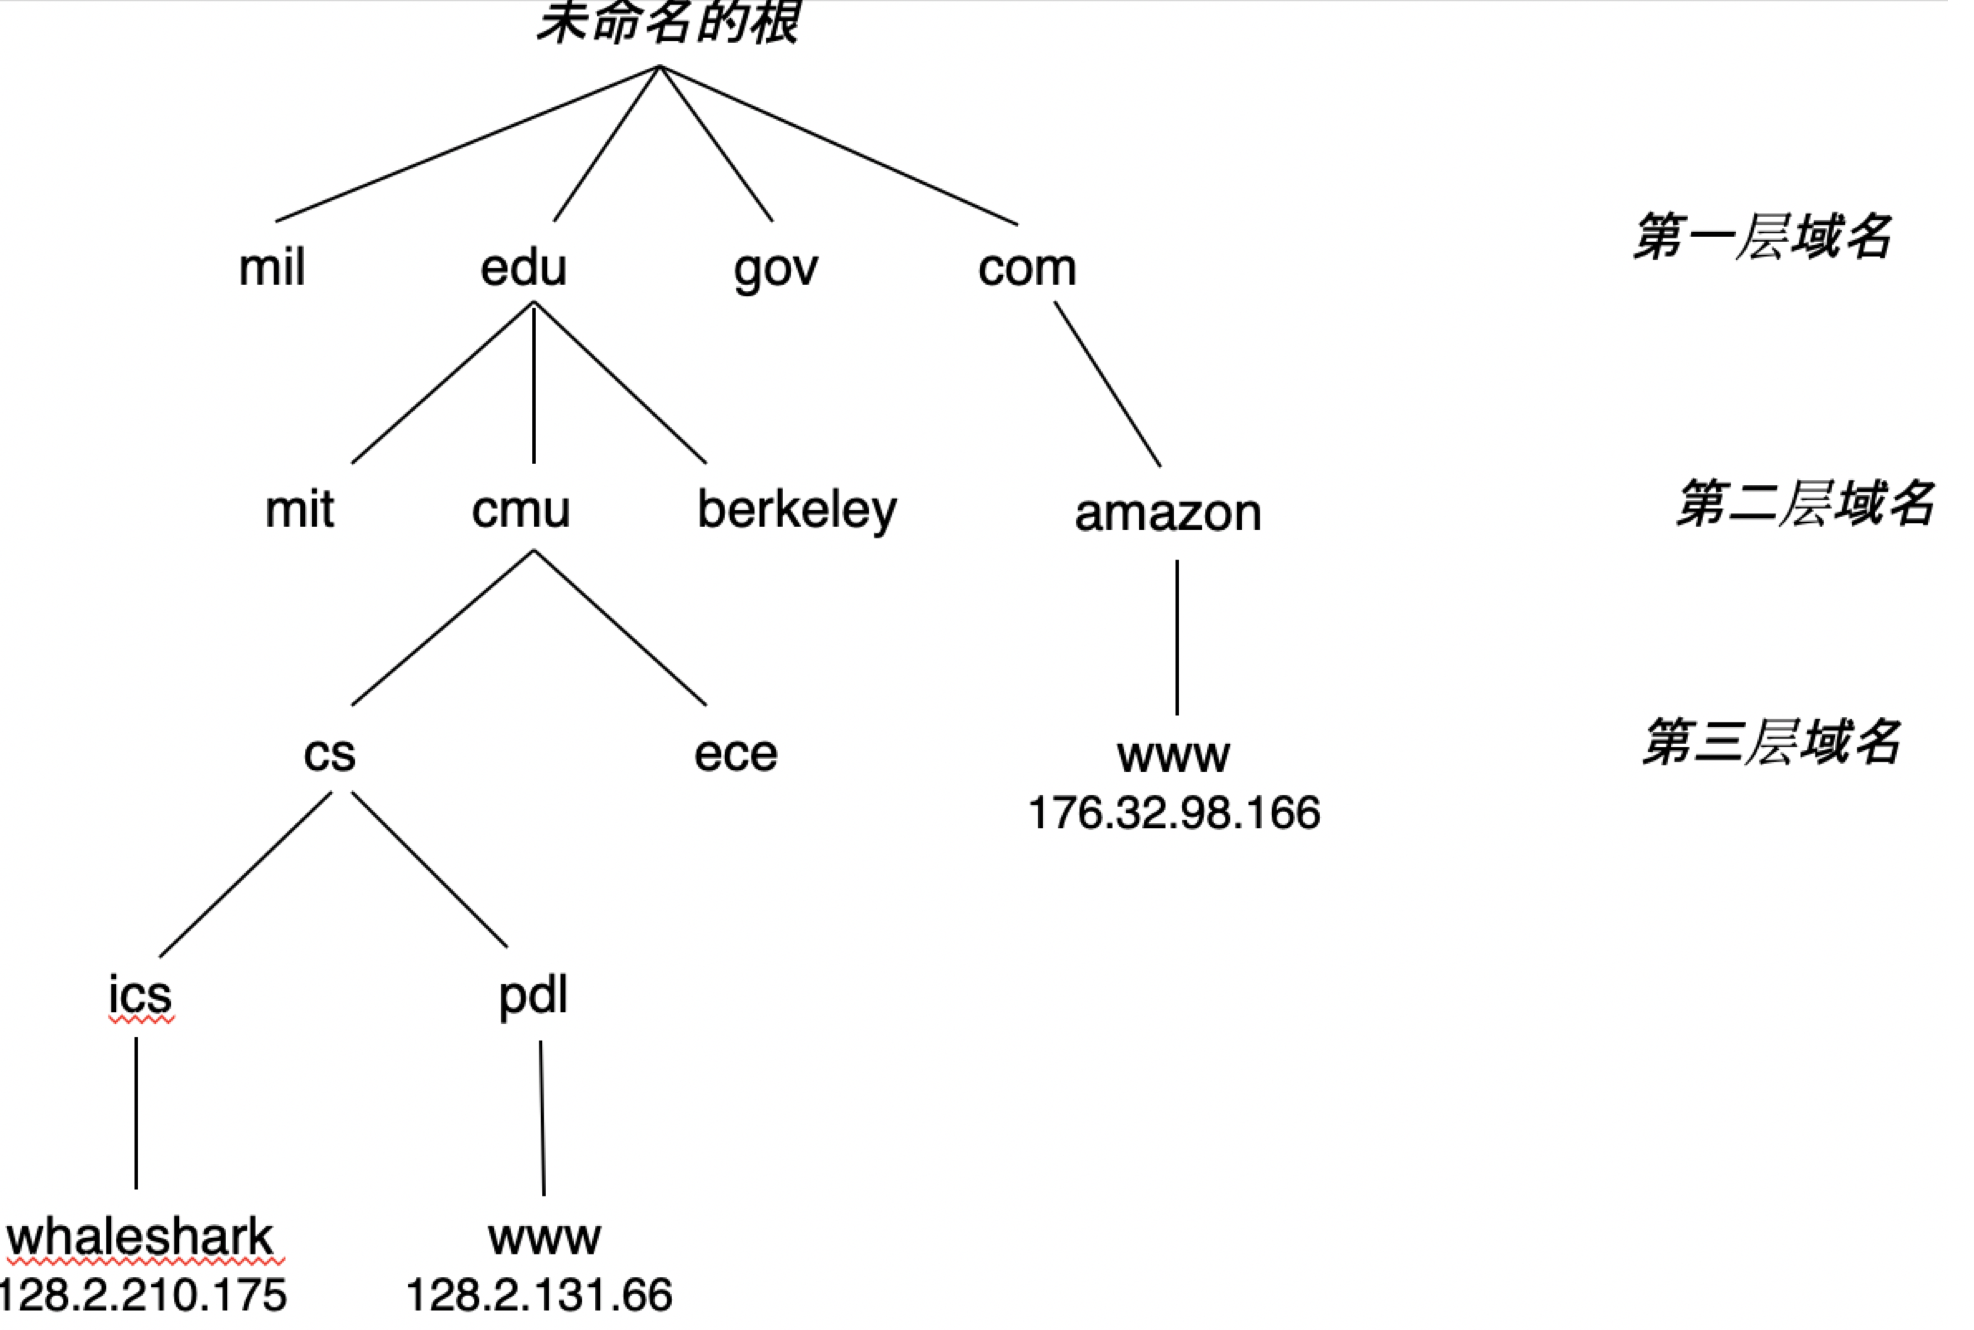 未命名的根
mil edu gov com 第一层域名
mit cmu berkeley amazon 第二层域名
cs ece www 第三层域名
176.32.98.166
ics pdl
whaleshark www
128.2.210.175 128.2.131.66